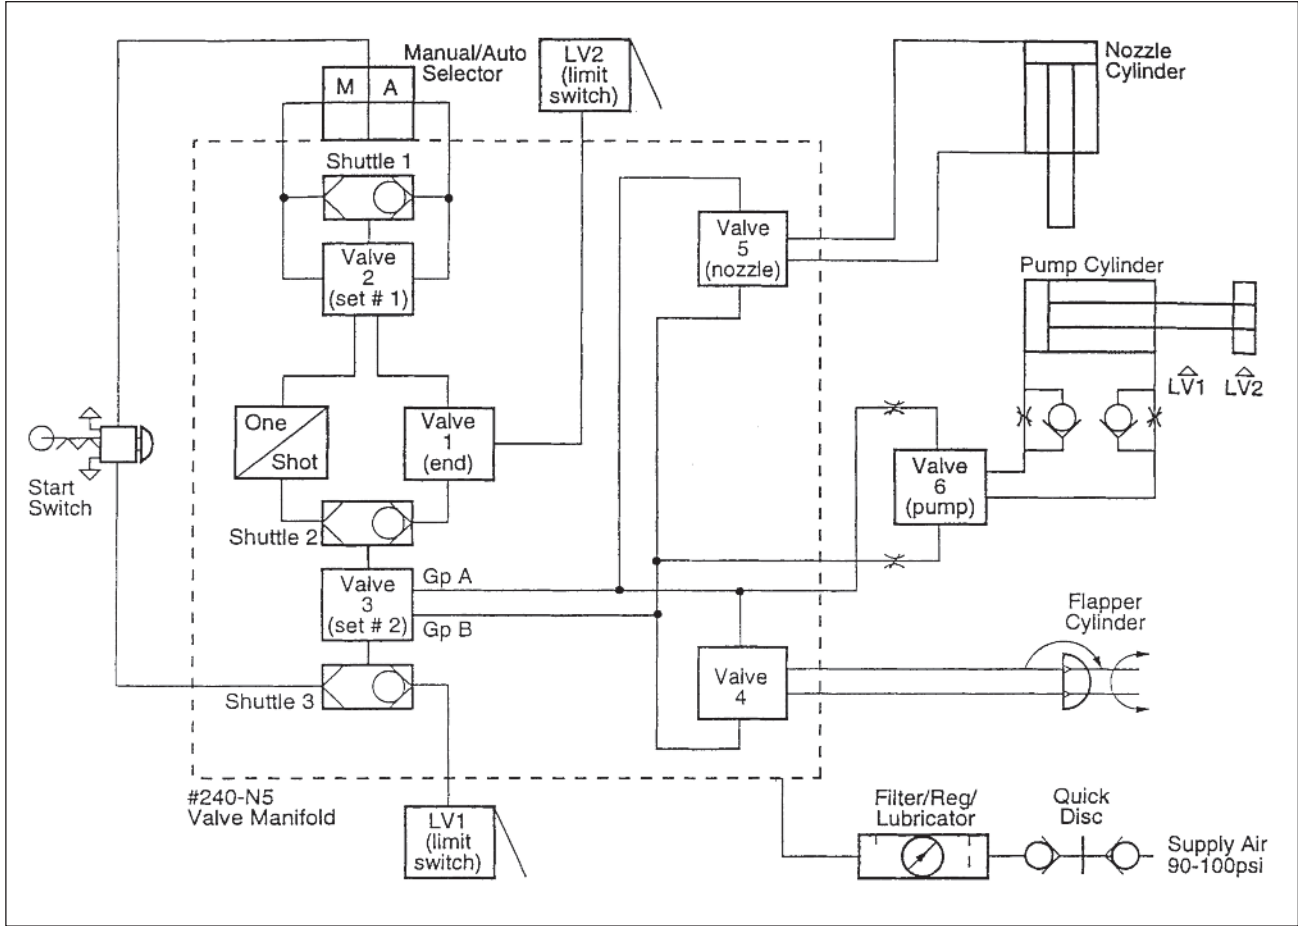 Manual/Auto
Selector
M
A
LV2
(limit
switch)
Nozzle
Cylinder
Shuttle 1
Valve
2
(set # 1)
Valve
5
(nozzle)
Pump Cylinder
LV1
LV2
One
Shot
Valve
1
(end)
Start
Switch
Shuttle 2
Valve
6
(pump)
Valve
3
(set # 2)
Gp A
Gp B
Flapper
Cylinder
Valve
4
Shuttle 3
#240-N5
Valve Manifold
LV1
(limit
switch)
Filter/Reg/
Lubricator
Quick
Disc
Supply Air
90-100psi